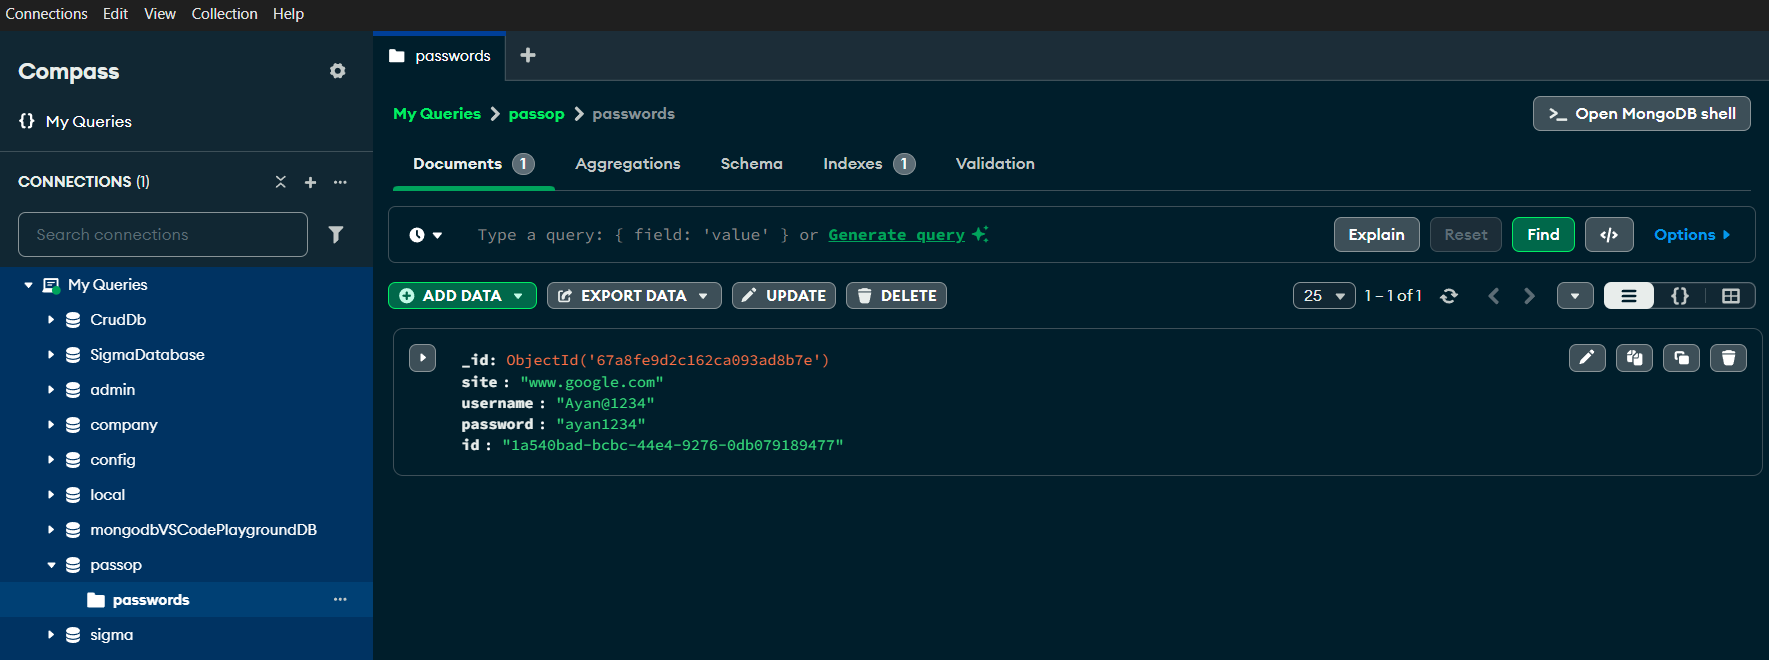 Connections Edit View Collection Help
Compass
{} My Queries
CONNECTIONS (1)
Search connections
My Queries
CrudDb
SigmaDatabase
admin
company
config
local
mongodbVSCodePlaygroundDB
passop
passwords
sigma
passwords
My Queries > passop > passwords
>_ Open MongoDB shell
Documents 1 Aggregations Schema Indexes 1 Validation
Type a query: { field: 'value' } or Generate query
Explain Reset Find </> Options
ADD DATA EXPORT DATA UPDATE DELETE
25 1 – 1 of 1 {}
_id: ObjectId('67a8fe9d2c162ca093ad8b7e')
site : "www.google.com"
username : "Ayan@1234"
password : "ayan1234"
id : "1a540bad-bcbc-44e4-9276-0db079189477"